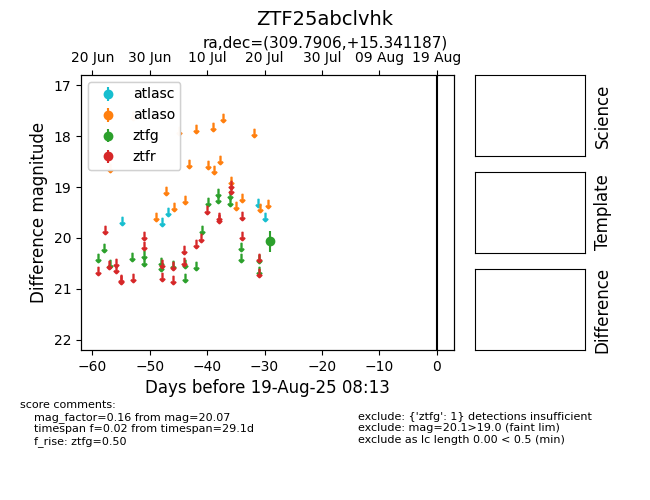 ZTF25abclvhk
ra,dec=(309.7906,+15.341187)
20 Jun 30 Jun 10 Jul 20 Jul 30 Jul 09 Aug 19 Aug
atlasc
atlaso
ztfg
ztfr
17
18
19
20
21
22
Difference magnitude
−60 −50 −40 −30 −20 −10 0
Days before 19-Aug-25 08:13
Science
Template
Difference
score comments:
mag_factor=0.16 from mag=20.07
timespan f=0.02 from timespan=29.1d
f_rise: ztfg=0.50
exclude: {'ztfg': 1} detections insufficient
exclude: mag=20.1>19.0 (faint lim)
exclude as lc length 0.00 < 0.5 (min)